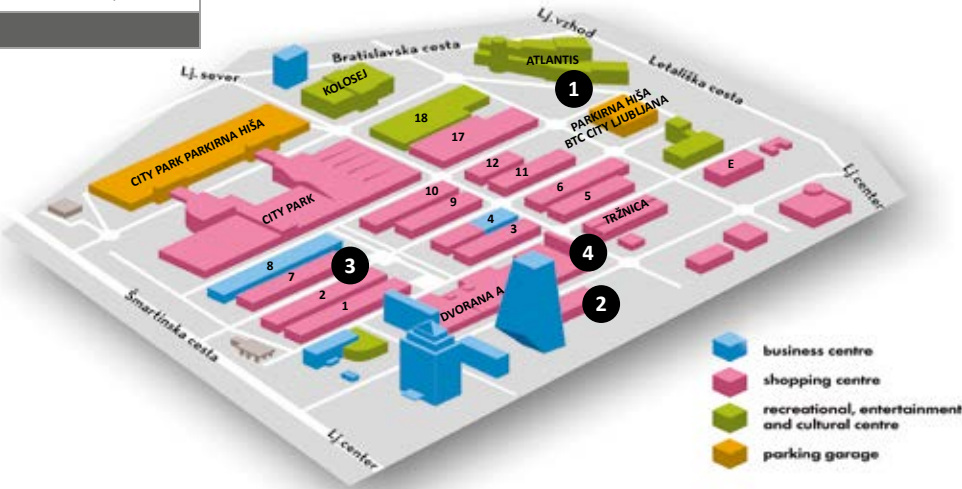 Lj. vzhod
Bratislavska costa
Lj. sever
Letališka costa
ATLANTIS
KOLOSEJ
1
PARKIRNA HIŠA
BTC CITY LJUBLJANA
CITY PARK PARKIRNA HIŠA
18
17
E
12
11
Lj. center
10
9
6
5
CITY PARK
TRŽNICA
4
3
8
7
3
4
2
1
DVORANA A
2
Šmartinska cesta
Lj. center
business centre
shopping centre
recreational, entertainment
and cultural centre
parking garage